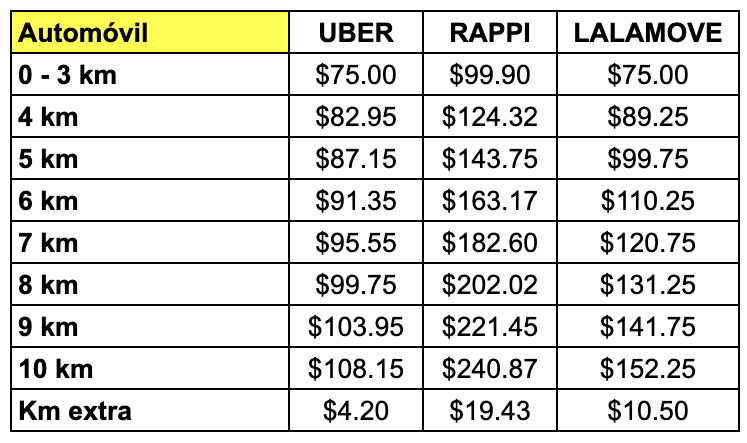 Automóvil UBER RAPPI LALAMOVE
0 - 3 km $75.00 $99.90 $75.00
4 km $82.95 $124.32 $89.25
5 km $87.15 $143.75 $99.75
6 km $91.35 $163.17 $110.25
7 km $95.55 $182.60 $120.75
8 km $99.75 $202.02 $131.25
9 km $103.95 $221.45 $141.75
10 km $108.15 $240.87 $152.25
Km extra $4.20 $19.43 $10.50